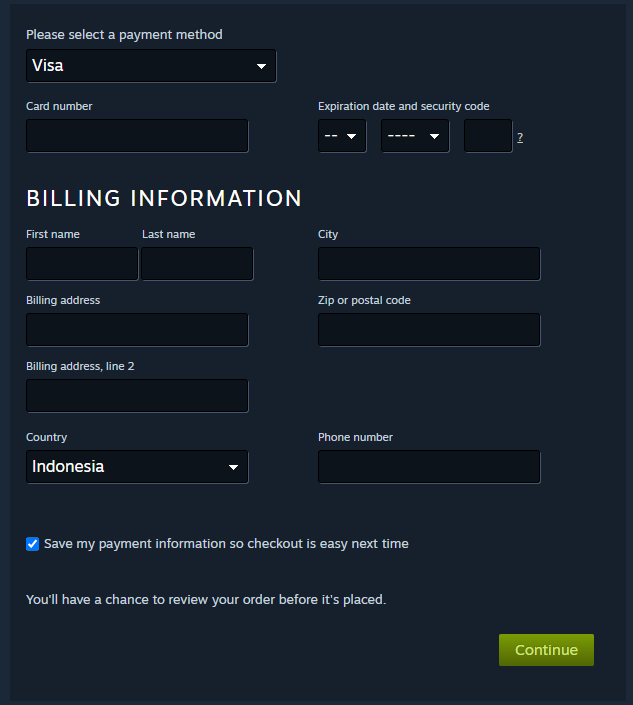 Please select a payment method
Visa
Card number
Expiration date and security code
-- ---- ?
BILLING INFORMATION
First name Last name City
Billing address Zip or postal code
Billing address, line 2
Country Phone number
Indonesia
Save my payment information so checkout is easy next time
You'll have a chance to review your order before it's placed.
Continue